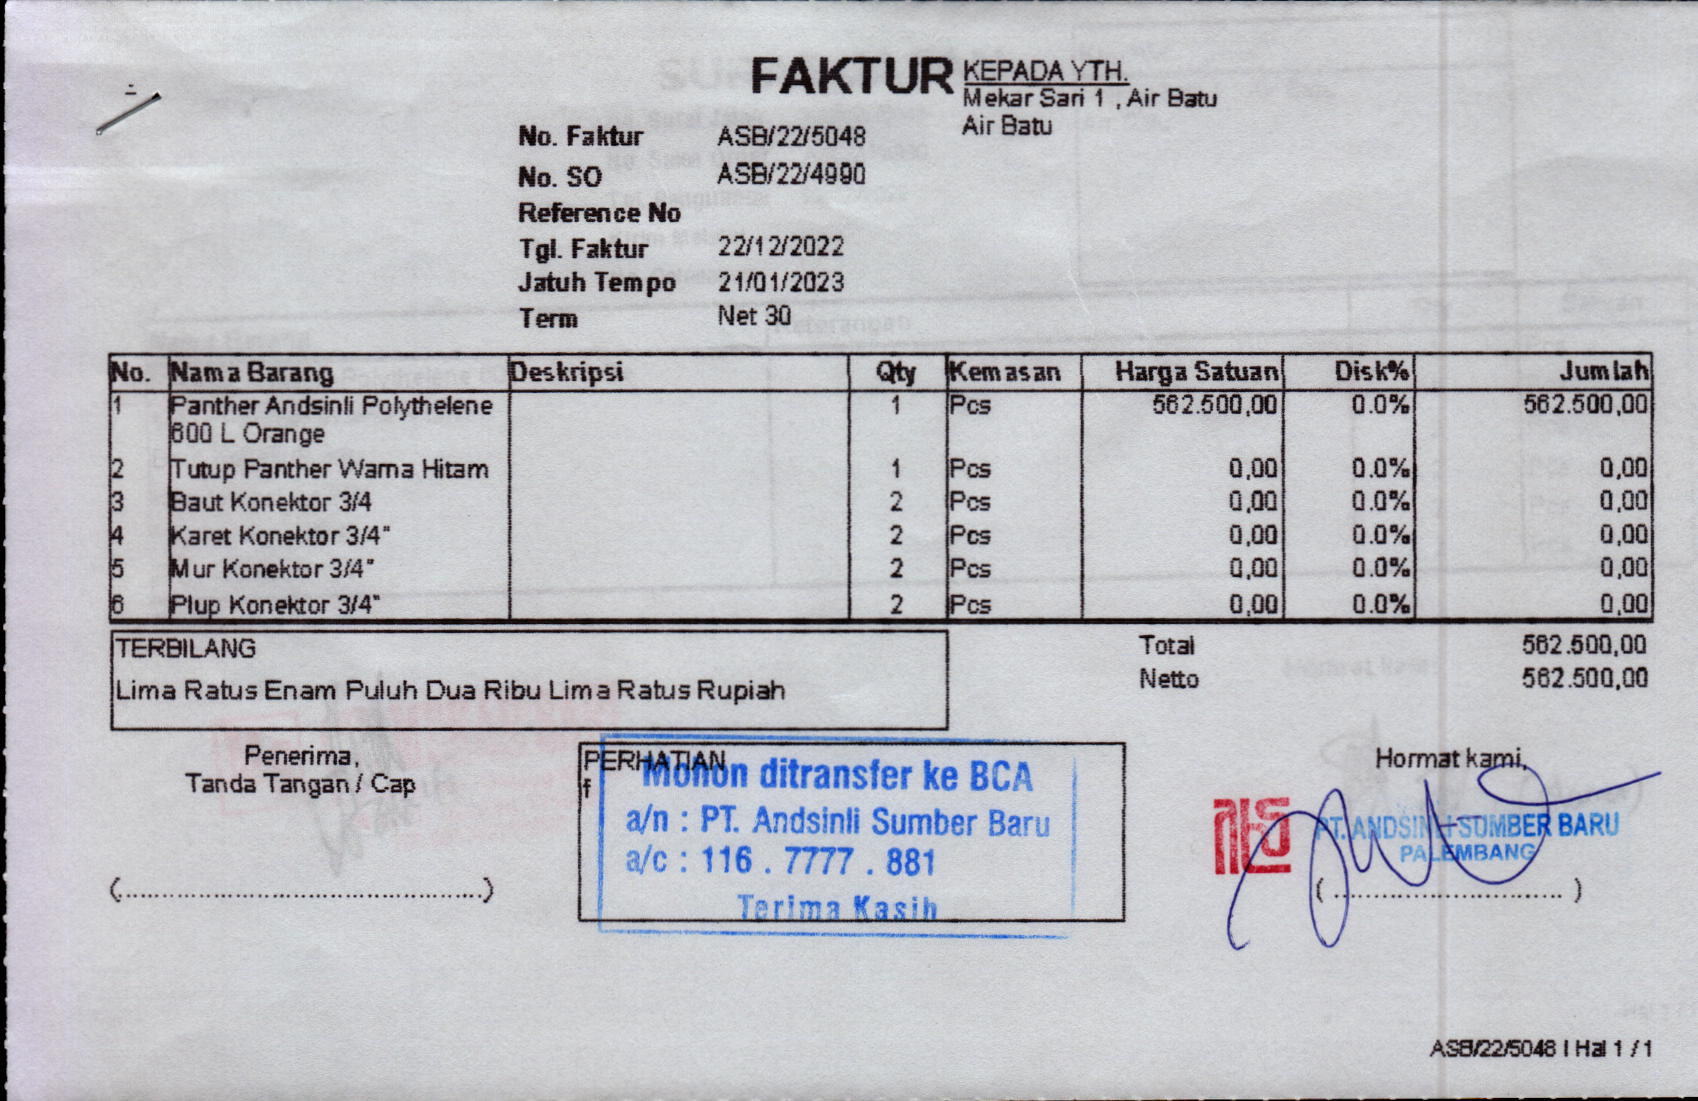 FAKTUR
KEPADA YTH.
Mekar Sari 1 , Air Batu
Air Batu
No. Faktur ASB/22/5048
No. SO ASB/22/4990
Reference No
Tgl. Faktur 22/12/2022
Jatuh Tempo 21/01/2023
Term Net 30
No. Nama Barang Deskripsi Qty Kemasan Harga Satuan Disk% Jumlah
1 Panther Andsinli Polythelene 1 Pcs 562.500,00 0.0% 562.500,00
600 L Orange
2 Tutup Panther Warna Hitam 1 Pcs 0,00 0.0% 0,00
3 Baut Konektor 3/4 2 Pcs 0,00 0.0% 0,00
4 Karet Konektor 3/4" 2 Pcs 0,00 0.0% 0,00
5 Mur Konektor 3/4" 2 Pcs 0,00 0.0% 0,00
6 Plup Konektor 3/4" 2 Pcs 0,00 0.0% 0,00
TERBILANG
Lima Ratus Enam Puluh Dua Ribu Lima Ratus Rupiah
Total 562.500,00
Netto 562.500,00
Penerima,
Tanda Tangan / Cap
(......................................................)
PERHATIAN
f
Mohon ditransfer ke BCA
a/n : PT. Andsinli Sumber Baru
a/c : 116 . 7777 . 881
Terima Kasih
Hormat kami,
PT. ANDSINLI SUMBER BARU
PALEMBANG
(..................................)
ASB/22/5048 | Hal 1 / 1